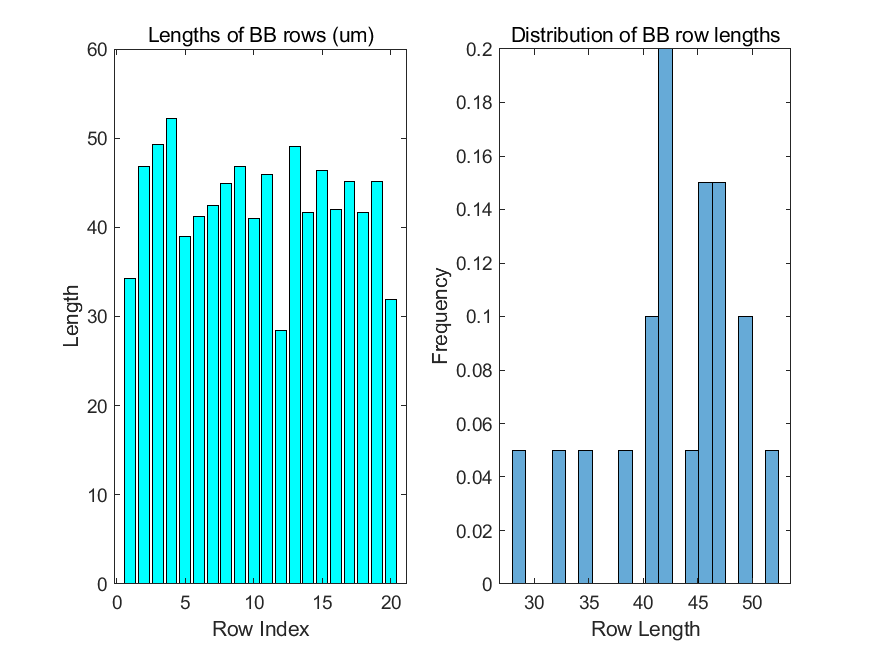 Lengths of BB rows (um)
60
50
40
30
20
10
0
0 5 10 15 20
Length
Row Index
Distribution of BB row lengths
0.2
0.18
0.16
0.14
0.12
0.1
0.08
0.06
0.04
0.02
0
30 35 40 45 50
Frequency
Row Length